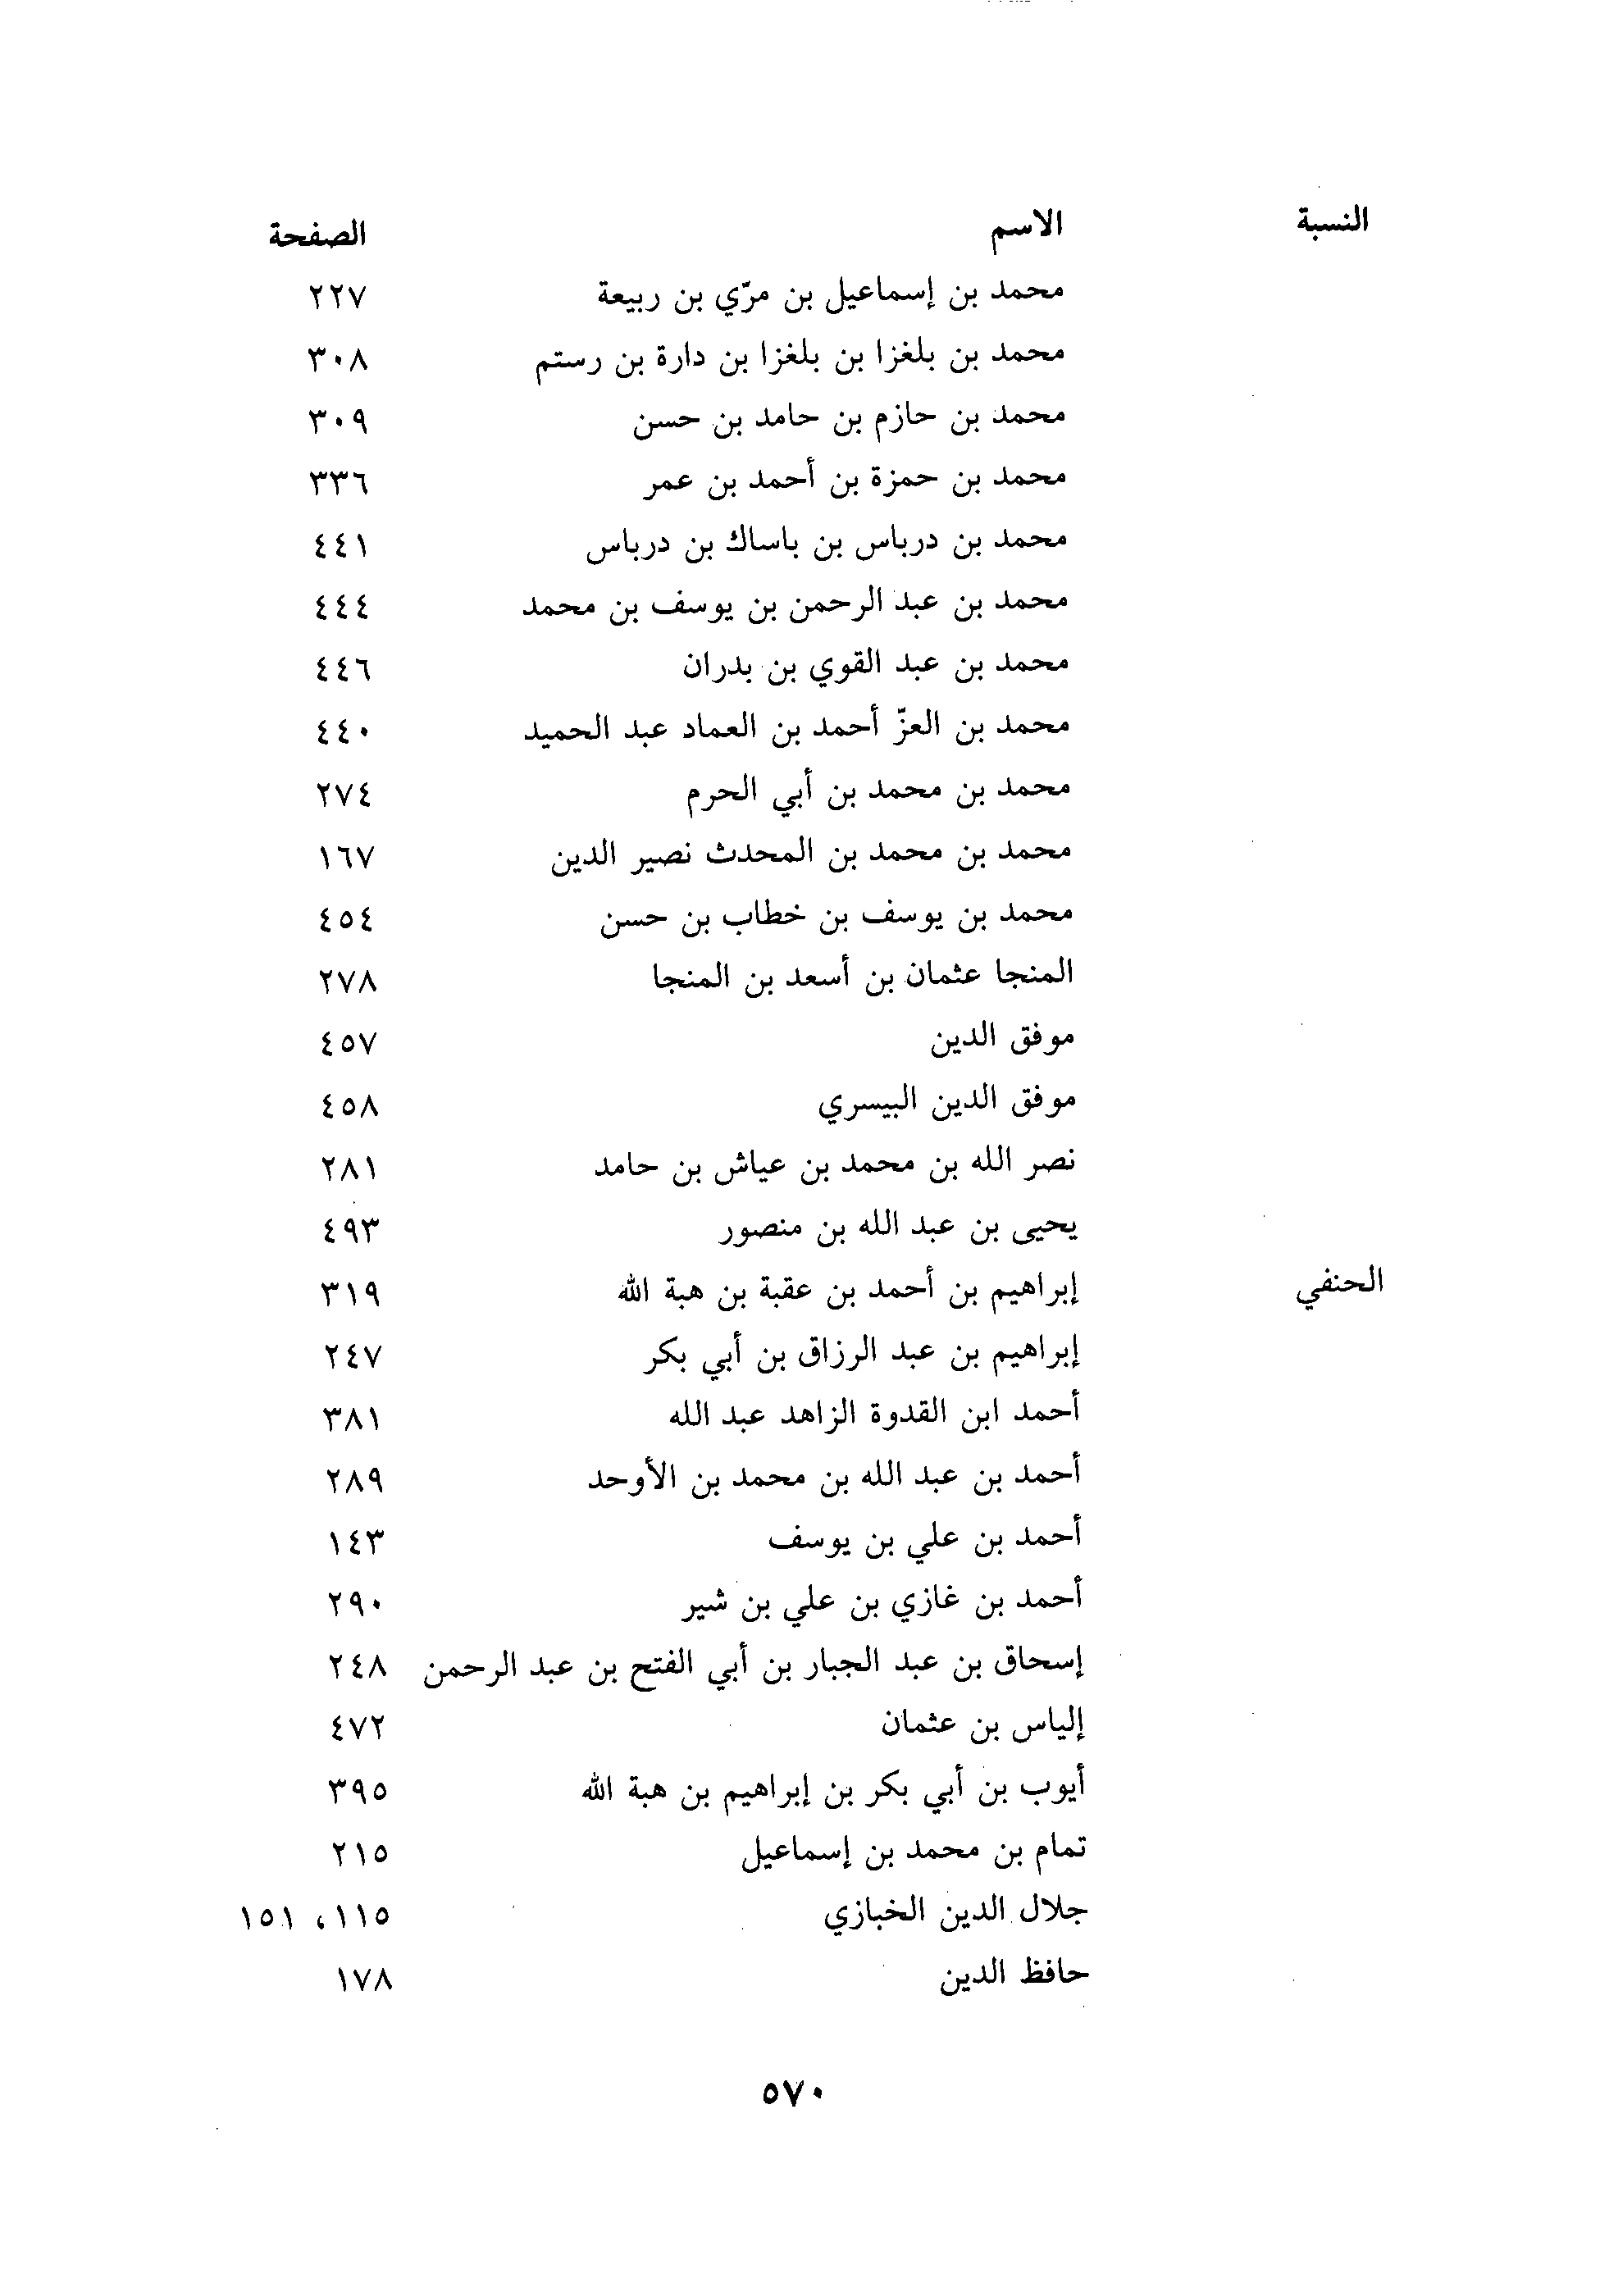 النسبة الاسم الصفحة
محمد بن إسماعيل بن مرّي بن ربيعة ٢٢٧
محمد بن بلغزا بن بلغزا بن دارة بن رستم ٣٠٨
محمد بن حازم بن حامد بن حسن ٣٠٩
محمد بن حمزة بن أحمد بن عمر ٣٣٦
محمد بن درباس بن باساك بن درباس ٤٤١
محمد بن عبد الرحمن بن يوسف بن محمد ٤٤٤
محمد بن عبد القوي بن بدران ٤٤٦
محمد بن العزّ أحمد بن العماد عبد الحميد ٤٤٠
محمد بن محمد بن أبي الحرم ٢٧٤
محمد بن محمد بن المحدث نصير الدين ١٦٧
محمد بن يوسف بن خطاب بن حسن ٤٥٤
المنجا عثمان بن أسعد بن المنجا ٢٧٨
موفق الدين ٤٥٧
موفق الدين البيسري ٤٥٨
نصر الله بن محمد بن عياش بن حامد ٢٨١
يحيى بن عبد الله بن منصور ٤٩٣
الحنفي إبراهيم بن أحمد بن عقبة بن هبة الله ٣١٩
إبراهيم بن عبد الرزاق بن أبي بكر ٢٤٧
أحمد ابن القدوة الزاهد عبد الله ٣٨١
أحمد بن عبد الله بن محمد بن الأوحد ٢٨٩
أحمد بن علي بن يوسف ١٤٣
أحمد بن غازي بن علي بن شير ٢٩٠
إسحاق بن عبد الجبار بن أبي الفتح بن عبد الرحمن ٢٤٨
إلياس بن عثمان ٤٧٢
أيوب بن أبي بكر بن إبراهيم بن هبة الله ٣٩٥
تمام بن محمد بن إسماعيل ٢١٥
جلال الدين الخبازي ١١٥، ١٥١
حافظ الدين ١٧٨
٥٧٠